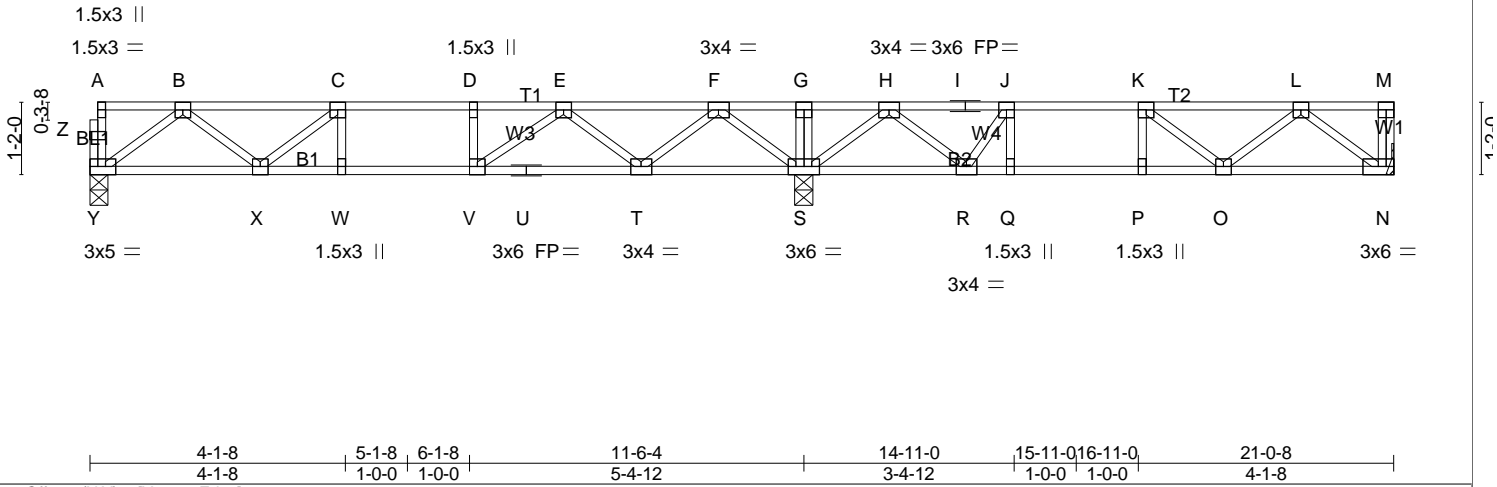 1.5x3 ||
1.5x3 = 1.5x3 || 3x4 = 3x4 = 3x6 FP=
A B C D E F G H I J K L M
T1 T2
0-3-8
1-2-0 1-2-0
Z BL1 W3 W4 W1
B1 B2
Y X W V U T S R Q P O N
3x5 = 1.5x3 || 3x6 FP= 3x4 = 3x6 = 1.5x3 || 1.5x3 || 3x6 =
3x4 =
4-1-8 5-1-8 6-1-8 11-6-4 14-11-0 15-11-0 16-11-0 21-0-8
4-1-8 1-0-0 1-0-0 5-4-12 3-4-12 1-0-0 1-0-0 4-1-8